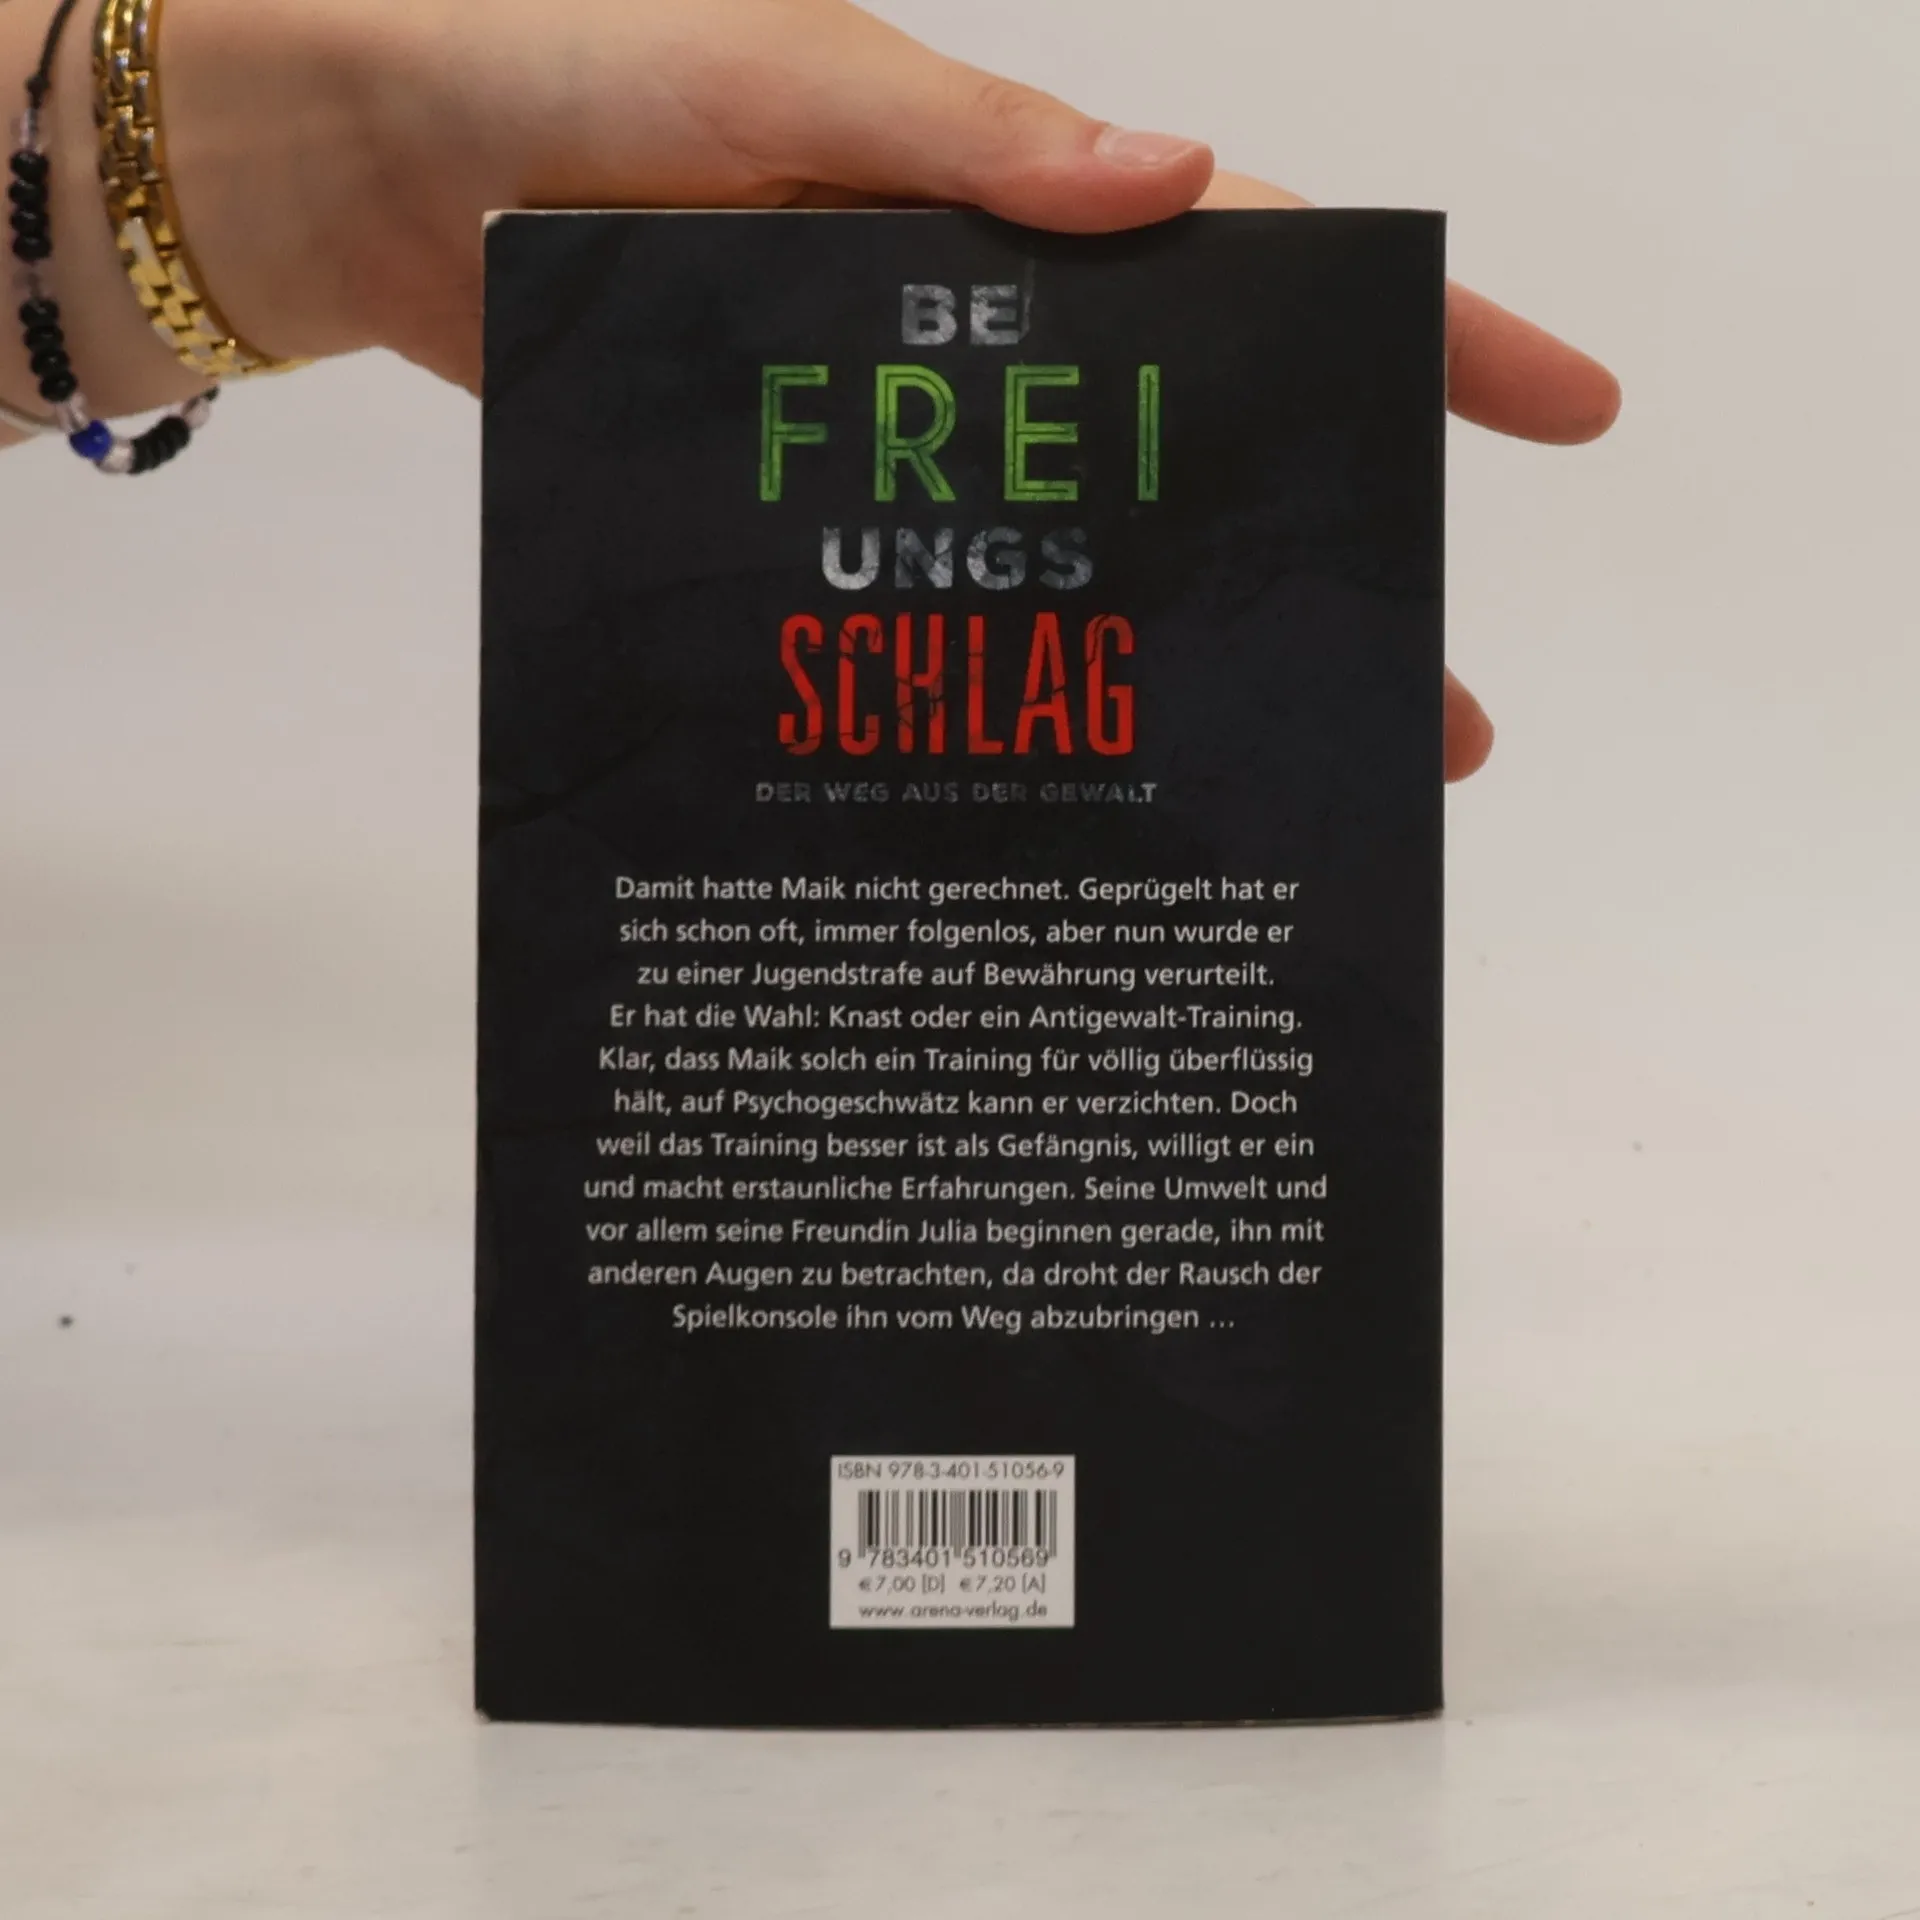 BE
FREI
UNGS
SCHLAG
DER WEG AUS DER GEWALT
Damit hatte Maik nicht gerechnet. Geprügelt hat er
sich schon oft, immer folgenlos, aber nun wurde er
zu einer Jugendstrafe auf Bewährung verurteilt.
Er hat die Wahl: Knast oder ein Antigewalt-Training.
Klar, dass Maik solch ein Training für völlig überflüssig
hält, auf Psychogeschwätz kann er verzichten. Doch
weil das Training besser ist als Gefängnis, willigt er ein
und macht erstaunliche Erfahrungen. Seine Umwelt und
vor allem seine Freundin Julia beginnen gerade, ihn mit
anderen Augen zu betrachten, da droht der Rausch der
Spielkonsole ihn vom Weg abzubringen ...
ISBN 978-3-401-51056-9
9 783401 510569
€ 7,00 [D] € 7,20 [A]
www.arena-verlag.de